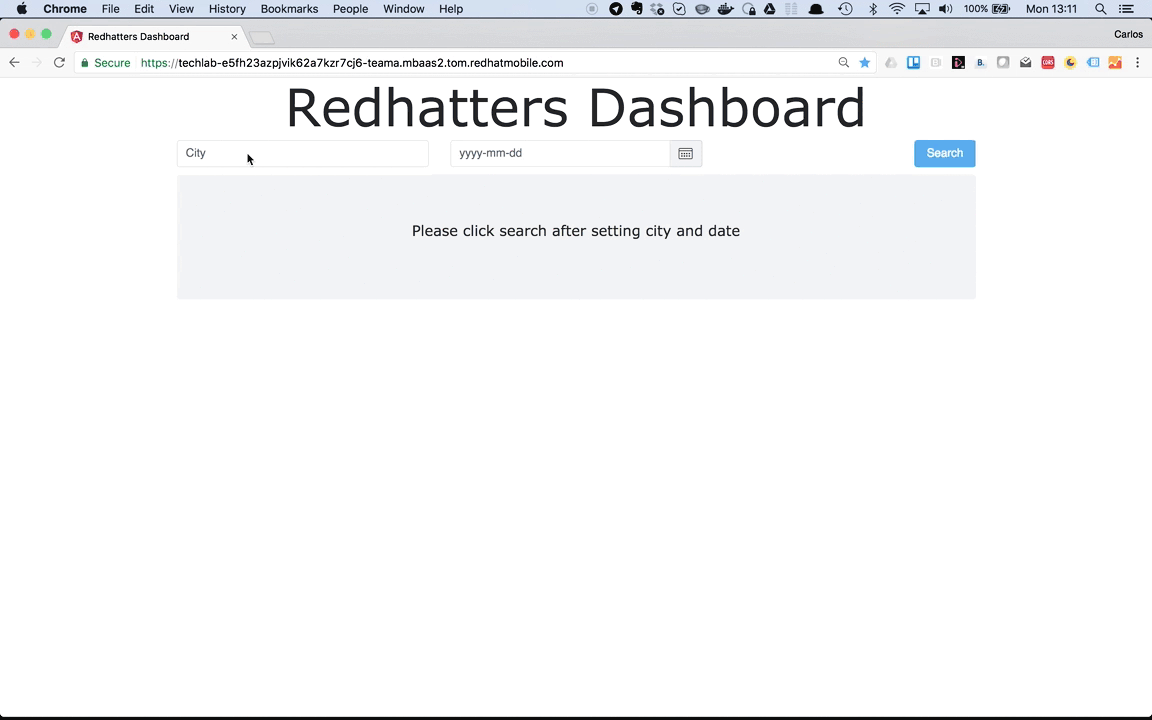 Chrome File Edit View History Bookmarks People Window Help 100% Mon 13:11
Redhatters Dashboard Carlos
Secure https://techlab-e5fh23azpjvik62a7kzr7cj6-teama.mbaas2.tom.redhatmobile.com
Redhatters Dashboard
City yyyy-mm-dd Search
Please click search after setting city and date